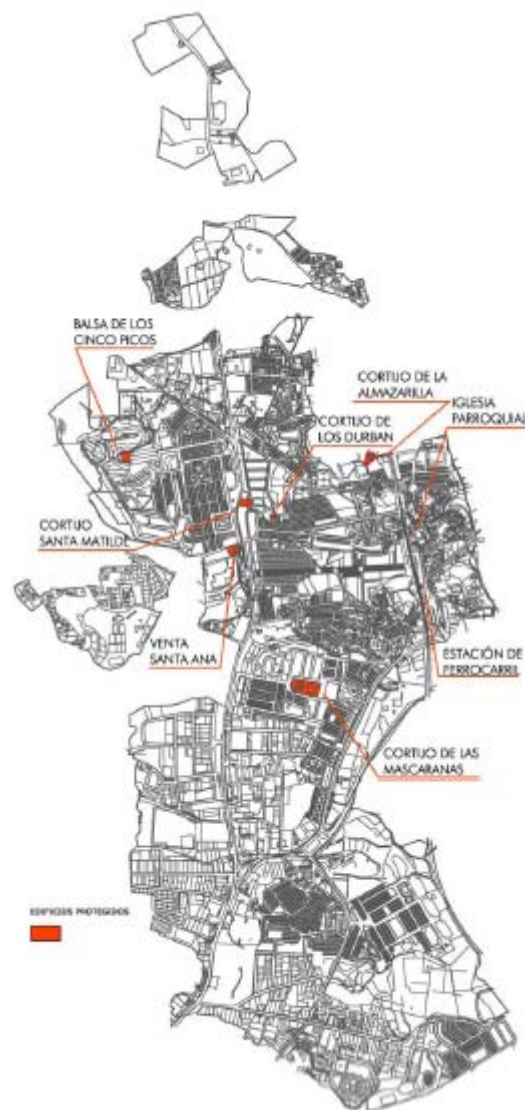 BALSA DE LOS
CINCO PICOS
CORTIJO DE LA
ALMAZARILLA
IGLESIA
PARROQUIAL
CORTIJO DE
LOS DURBAN
CORTIJO
SANTA MATILDE
VENTA
SANTA ANA
ESTACIÓN DE
FERROCARRIL
CORTIJO DE LAS
MASCARANAS
EDIFICIOS PROTEGIDOS